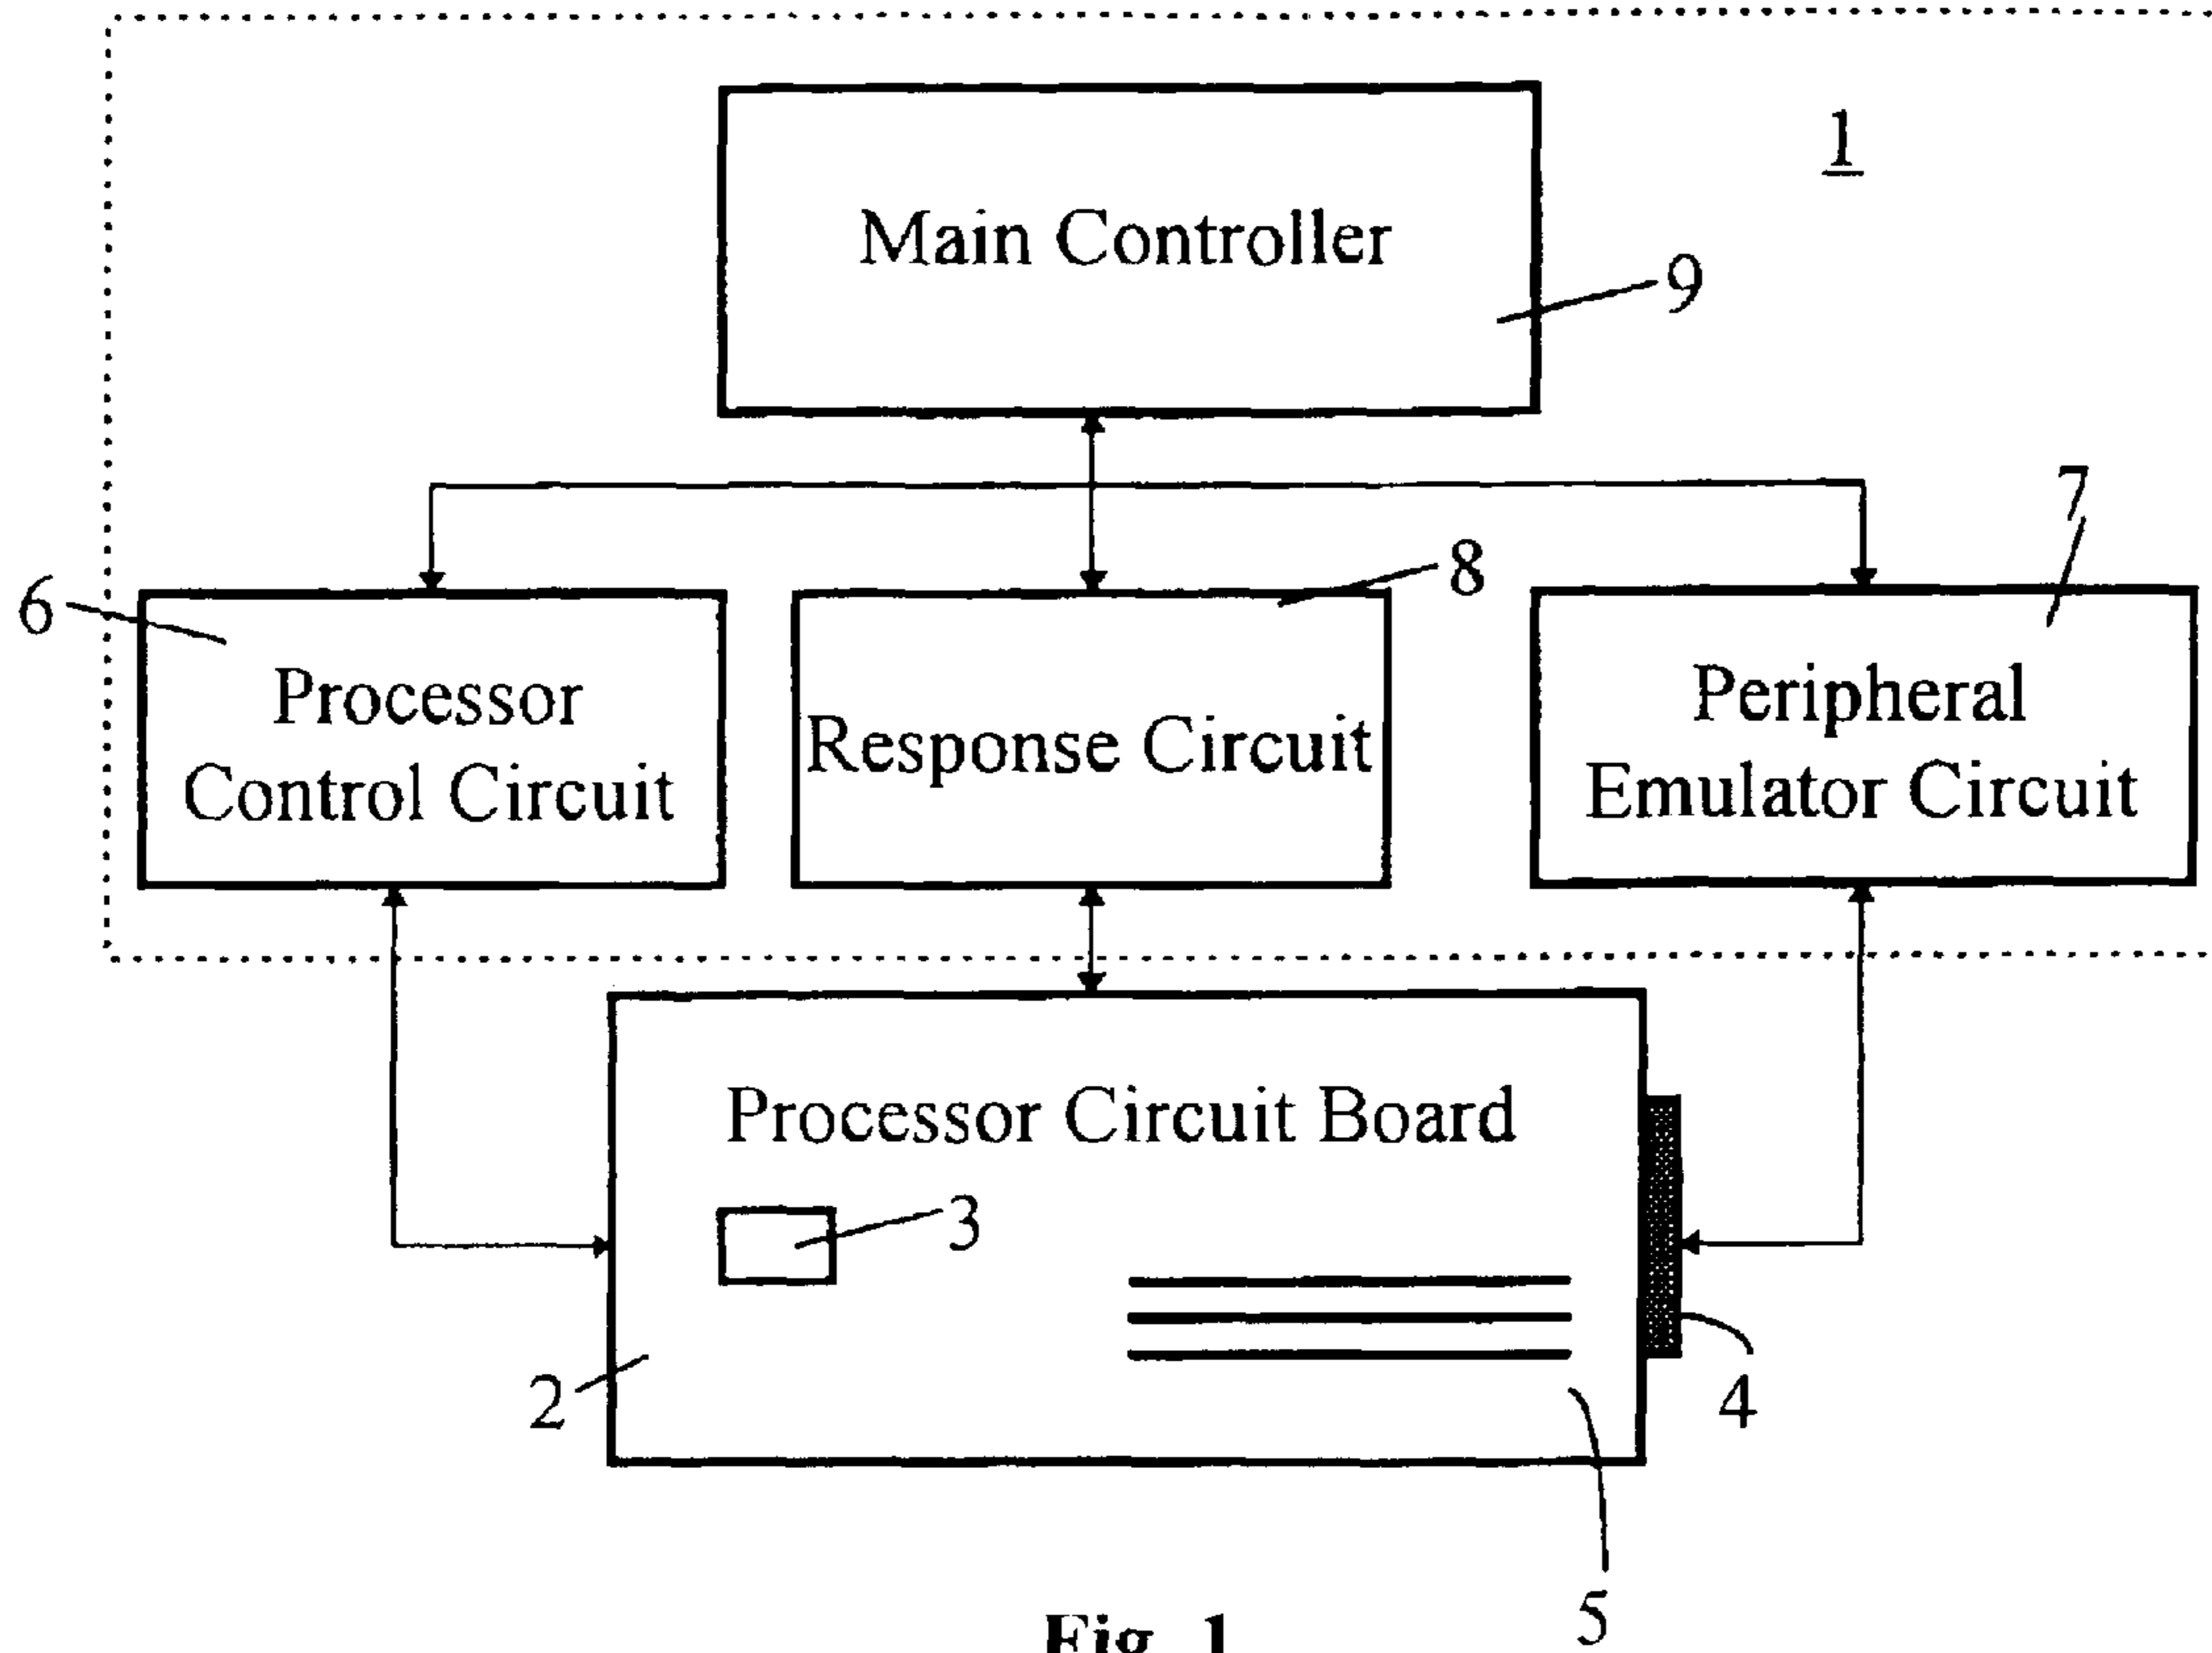 1
Main Controller
9
7
8
6
Processor
Control Circuit
Response Circuit
Peripheral
Emulator Circuit
Processor Circuit Board
3
2
4
5
Fig. 1